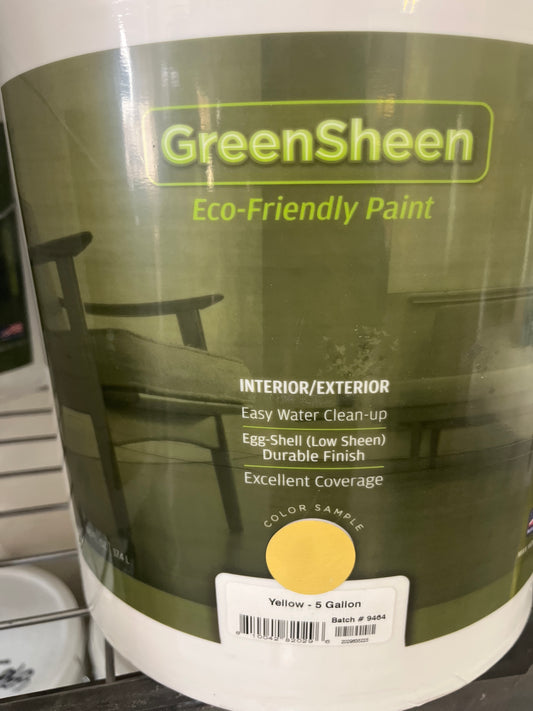 GreenSheen
Eco-Friendly Paint
INTERIOR/EXTERIOR
Easy Water Clean-up
Egg-Shell (Low Sheen)
Durable Finish
Excellent Coverage
COLOR SAMPLE
Yellow - 5 Gallon
Batch # 9464